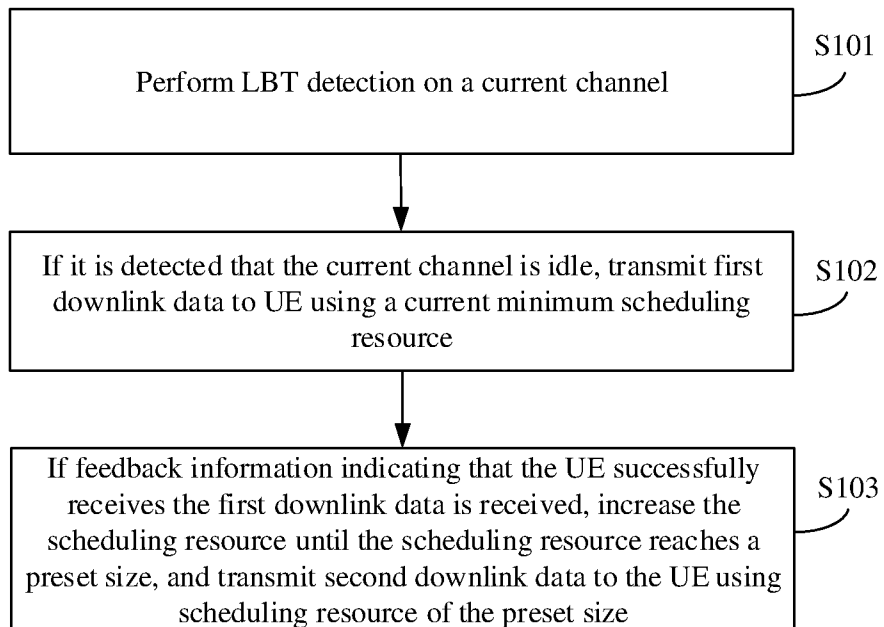 Perform LBT detection on a current channel
S101
If it is detected that the current channel is idle, transmit first
downlink data to UE using a current minimum scheduling
resource
S102
If feedback information indicating that the UE successfully
receives the first downlink data is received, increase the
scheduling resource until the scheduling resource reaches a
preset size, and transmit second downlink data to the UE using
scheduling resource of the preset size
S103